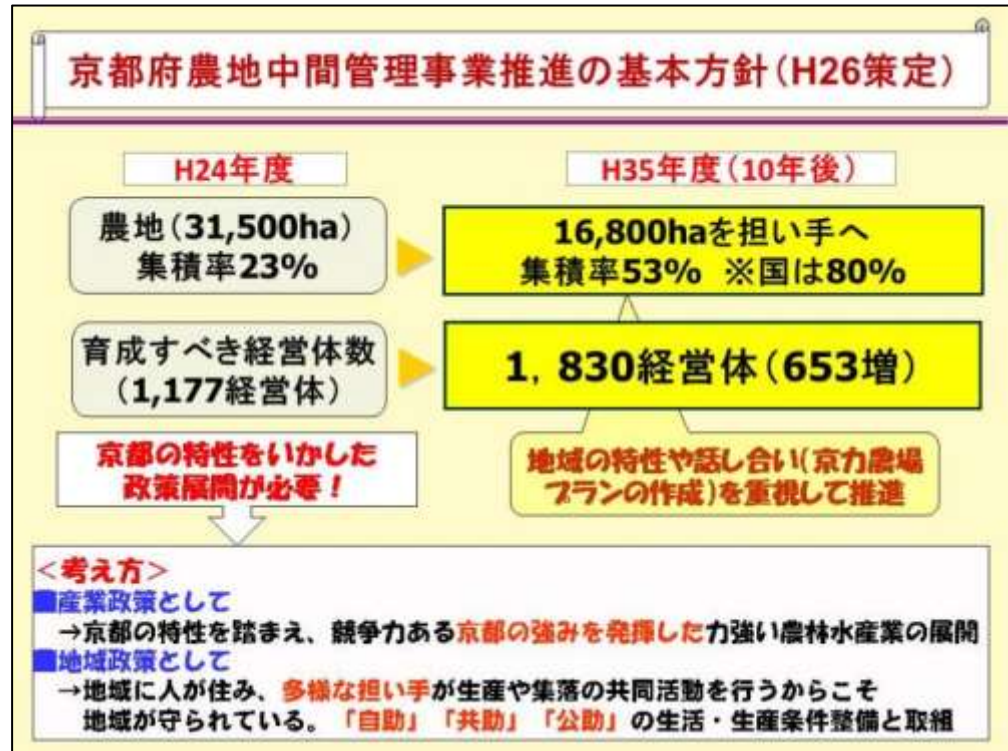 京都府農地中間管理事業推進の基本方針（H26策定）
H24年度
H35年度（10年後）
農地（31,500ha）
集積率23%
16,800haを担い手へ
集積率53% ※国は80%
育成すべき経営体数
（1,177経営体）
1，830経営体（653増）
京都の特性をいかした
政策展開が必要！
地域の特性や話し合い（京力農場
プランの作成）を重視して推進
＜考え方＞
■産業政策として
→京都の特性を踏まえ、競争力ある京都の強みを発揮した力強い農林水産業の展開
■地域政策として
→地域に人が住み、多様な担い手が生産や集落の共同活動を行うからこそ
地域が守られている。「自助」「共助」「公助」の生活・生産条件整備と取組